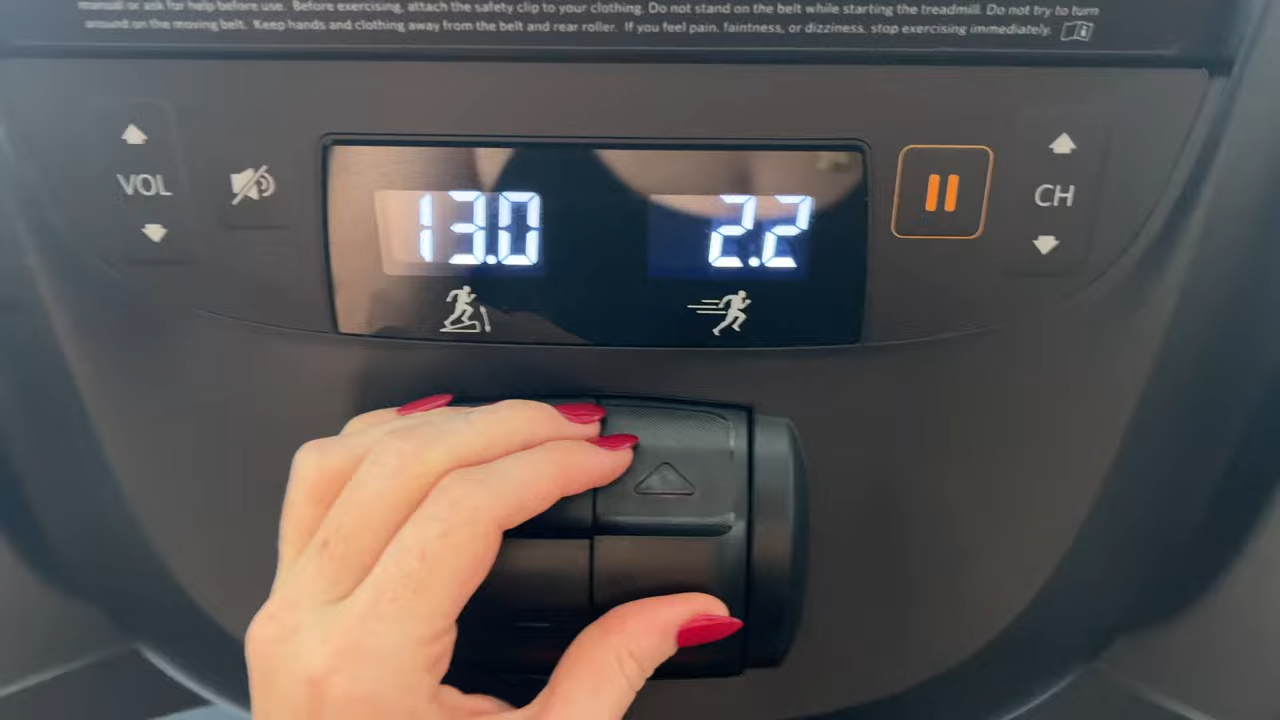 manual or ask for help before use. Before exercising, attach the safety clip to your clothing. Do not stand on the belt while starting the treadmill. Do not try to turn
around on the moving belt. Keep hands and clothing away from the belt and rear roller. If you feel pain, faintness, or dizziness, stop exercising immediately.
VOL
13.0
2.2
CH